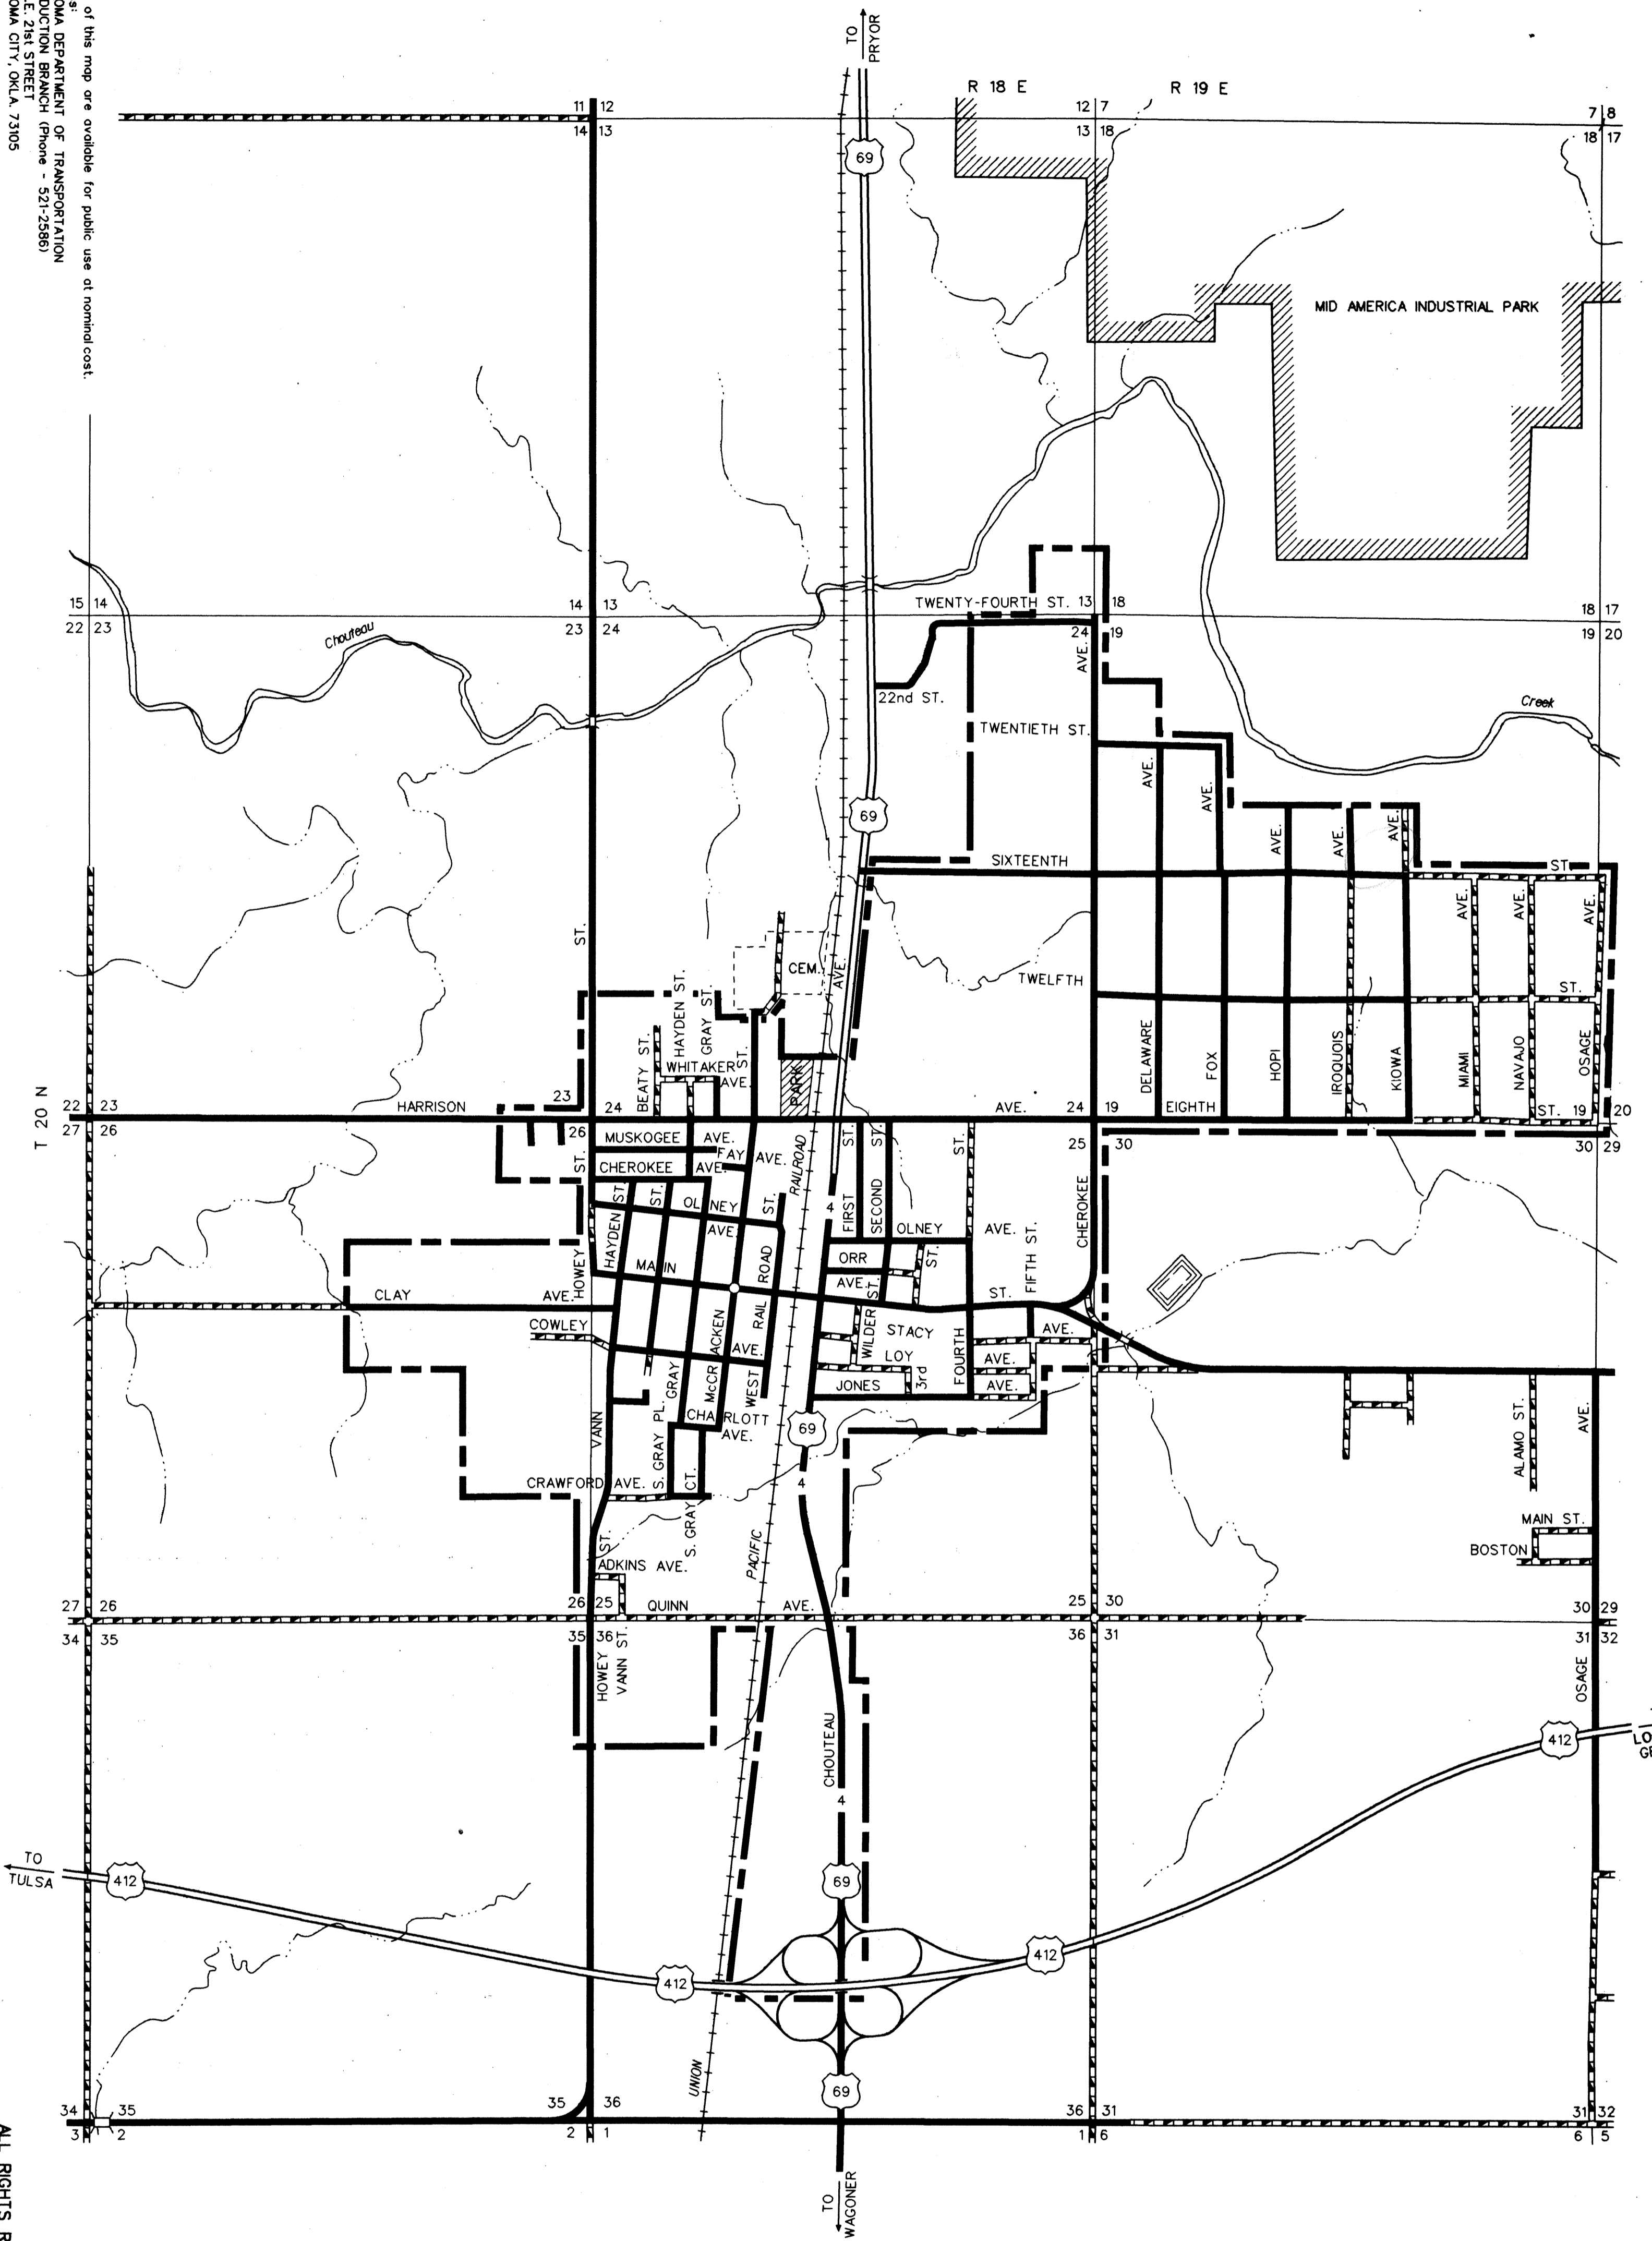 of this map are available for public use at nominal cost.
s:
OMA DEPARTMENT OF TRANSPORTATION
DUCTION BRANCH (Phone - 521-2586)
.E. 21st STREET
OMA CITY, OKLA. 73105
TO
PRYOR
R 18 E
R 19 E
11 12
14 13
12 7
13 18
7 8
18 17
69
MID AMERICA INDUSTRIAL PARK
15 14
22 23
14 13
23 24
TWENTY-FOURTH ST. 13 18
24 19
18 17
19 20
Chouteau
Creek
AVE.
22nd ST.
TWENTIETH ST.
AVE.
AVE.
69
AVE.
AVE.
AVE.
SIXTEENTH
ST.
ST.
AVE.
AVE.
AVE.
CEM.
AVE.
TWELFTH
ST.
HAYDEN ST.
GRAY ST.
BEATY ST.
ST.
WHITAKER
AVE.
PARK
DELAWARE
FOX
HOPI
IROQUOIS
KIOWA
MIAMI
NAVAJO
OSAGE
T 20 N
22 23
27 26
HARRISON
23
24
26
AVE.
24 19
EIGHTH
ST. 19 20
25 30
30 29
MUSKOGEE
AVE.
FAY
AVE.
CHEROKEE
AVE.
ST.
RAILROAD
ST.
ST.
ST.
ST.
ST.
OLNEY
AVE.
ST.
4
FIRST
SECOND
OLNEY
AVE.
CHEROKEE
HOWEY
HAYDEN
MAIN
ROAD
ORR
ST.
AVE.
ST.
ST.
FIFTH ST.
CLAY
AVE.
COWLEY
McCRACKEN
RAIL
AVE.
WILDER
STACY
AVE.
LOY
AVE.
FOURTH
3rd
JONES
AVE.
GRAY
WEST
CHARLOTT
AVE.
VANN
S. GRAY PL.
69
CRAWFORD AVE.
S. GRAY CT.
4
ALAMO ST.
AVE.
MAIN ST.
BOSTON
ST.
ADKINS AVE.
PACIFIC
27 26
34 35
26 25
35 36
QUINN
AVE.
25 30
36 31
30 29
31 32
HOWEY
VANN ST.
OSAGE
CHOUTEAU
4
412
LO
GR
TO
TULSA
412
69
412
412
UNION
69
34 35
3 2
35 36
2 1
36 31
1 6
31 32
6 5
TO
WAGONER
ALL RIGHTS R